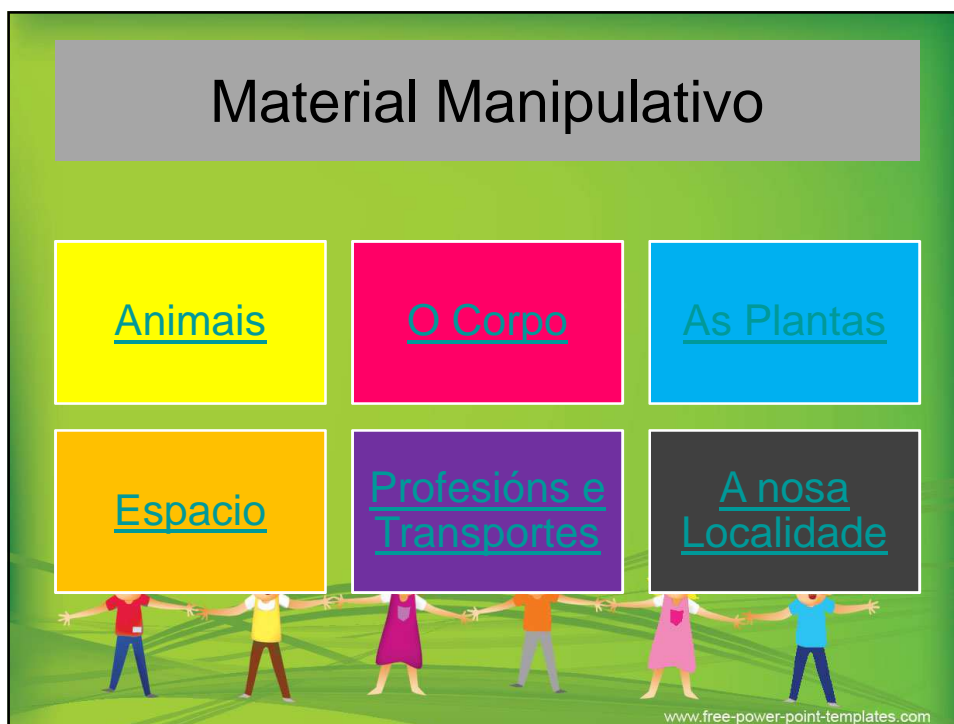 Material Manipulativo
Animais
O Corpo
As Plantas
Espacio
Profesións e
Transportes
A nosa
Localidade
www.free-power-point-templates.com